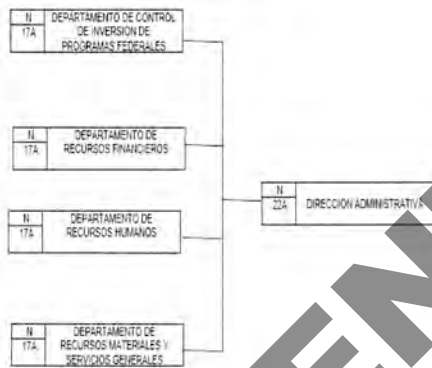 N
17A
DEPARTAMENTO DE CONTROL
DE INVERSION DE
PROGRAMAS FEDERALES
N
17A
DEPARTAMENTO DE
RECURSOS FINANCIEROS
N
22A
DIRECCION ADMINISTRATIVA
N
17A
DEPARTAMENTO DE
RECURSOS HUMANOS
N
17A
DEPARTAMENTO DE
RECURSOS MATERIALES Y
SERVICIOS GENERALES